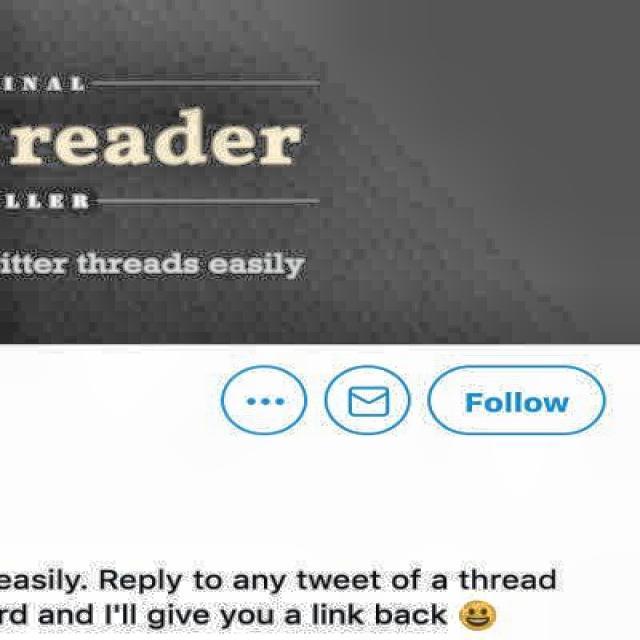 INAL
reader
LLER
itter threads easily
Follow
easily. Reply to any tweet of a thread
rd and I'll give you a link back 😀